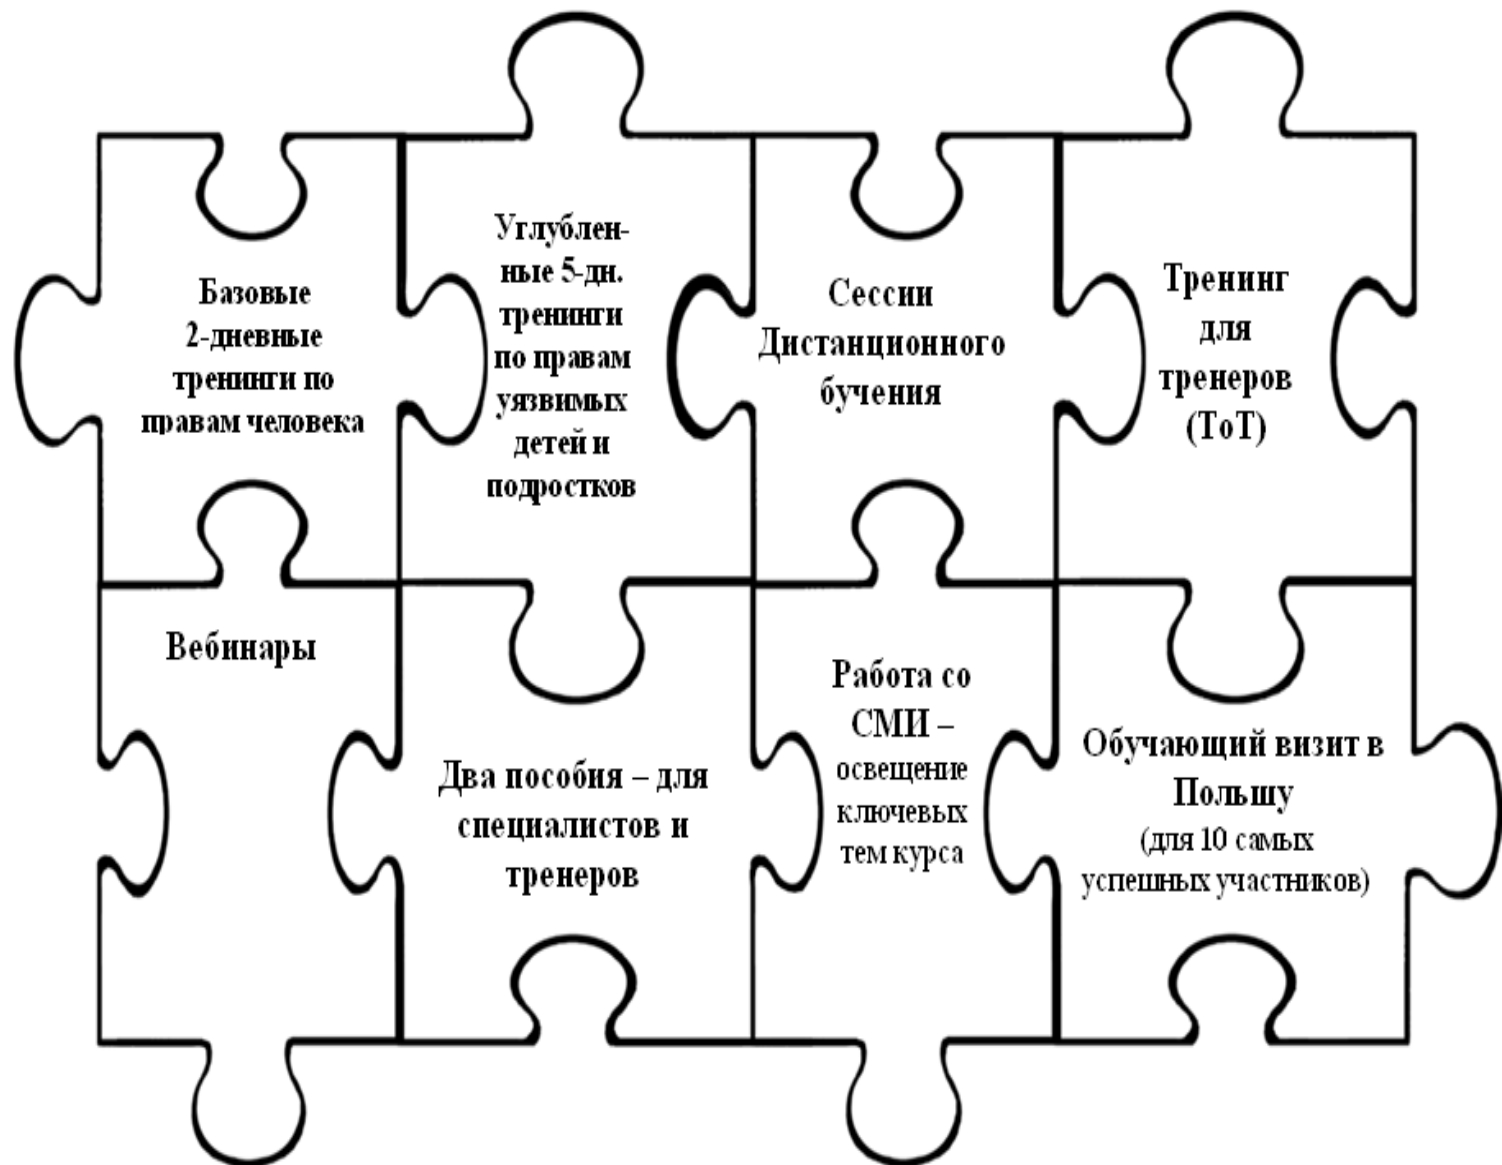 Базовые
2-дневные
тренинги по
правам человека
Углублен-
ные 5-дн.
тренинги
по правам
уязвимых
детей и
подростков
Сессии
Дистанционного
бучения
Тренинг
для
тренеров
(ТоТ)
Вебинары
Два пособия – для
специалистов и
тренеров
Работа со
СМИ –
освещение
ключевых
тем курса
Обучающий визит в
Польшу
(для 10 самых
успешных участников)